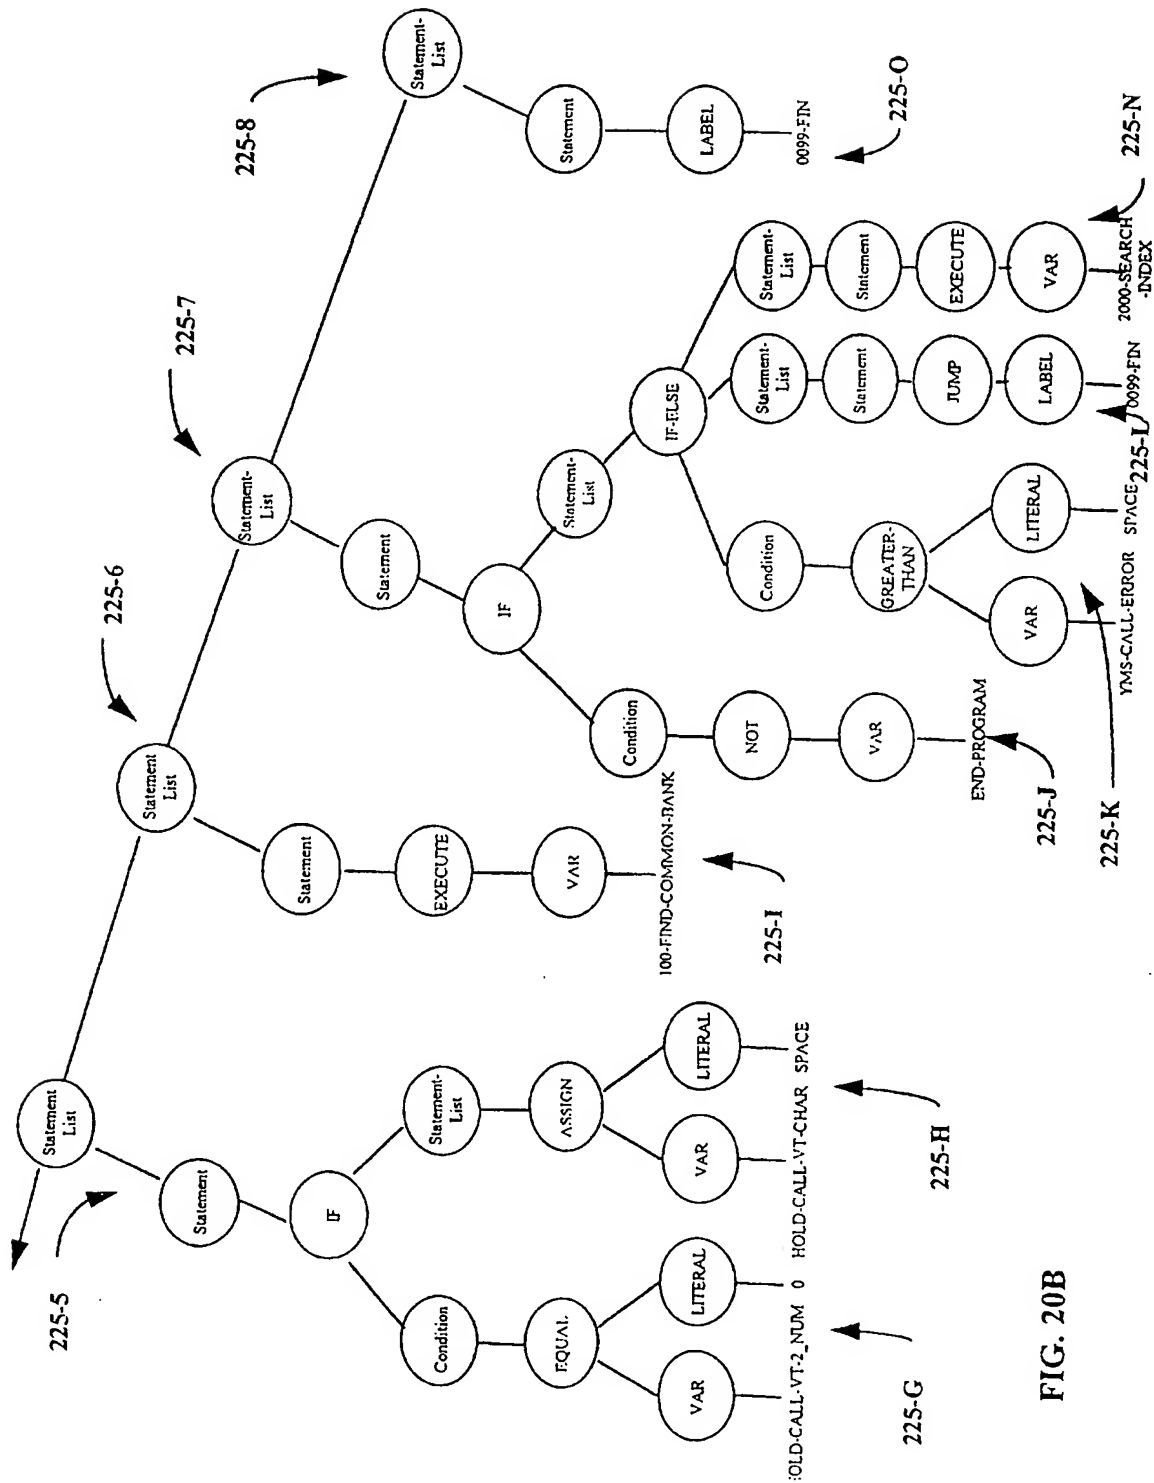 225-8
Statement-
List
Statement
LABEL
0099-FIN
225-O
225-7
Statement-
List
Statement
IF
Condition
NOT
VAR
END-PROGRAM
225-J
Statement-
List
IF-ELSE
Condition
GREATER-
THAN
VAR
YMS-CALL-ERROR
LITERAL
SPACE
225-K
Statement-
List
Statement
JUMP
LABEL
0099-FIN
225-L
Statement-
List
Statement
EXECUTE
VAR
2000-SEARCH
-INDEX
225-N
225-6
Statement
List
Statement
EXECUTE
VAR
100-FIND-COMMON-BANK
225-I
225-5
Statement
List
Statement
IF
Condition
EQUAL
VAR
HOLD-CALL-VT-2_NUM
LITERAL
0
225-G
Statement-
List
ASSIGN
VAR
HOLD-CALL-VT-CHAR
LITERAL
SPACE
225-H
FIG. 20B